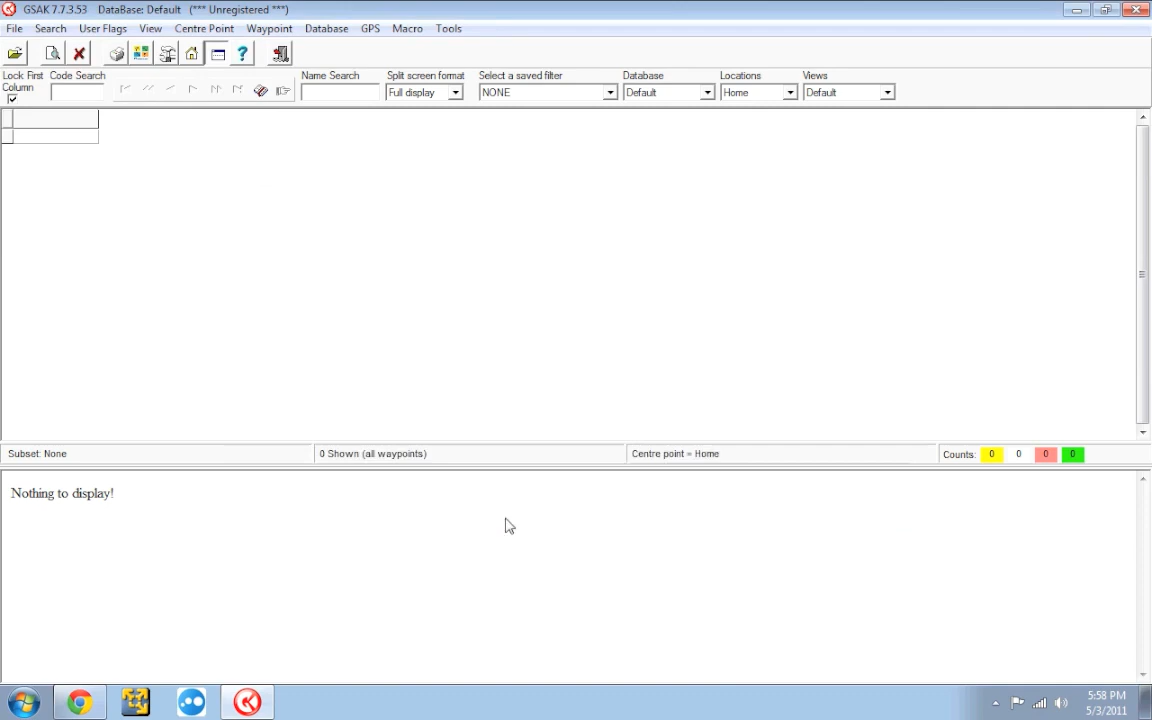 GSAK 7.7.3.53 DataBase: Default (*** Unregistered ***)
File Search User Flags View Centre Point Waypoint Database GPS Macro Tools
Lock First Column
Code Search
Name Search
Split screen format
Full display
Select a saved filter
NONE
Database
Default
Locations
Home
Views
Default
Subset: None
0 Shown (all waypoints)
Centre point = Home
Counts: 0 0 0 0
Nothing to display!
5:58 PM
5/3/2011